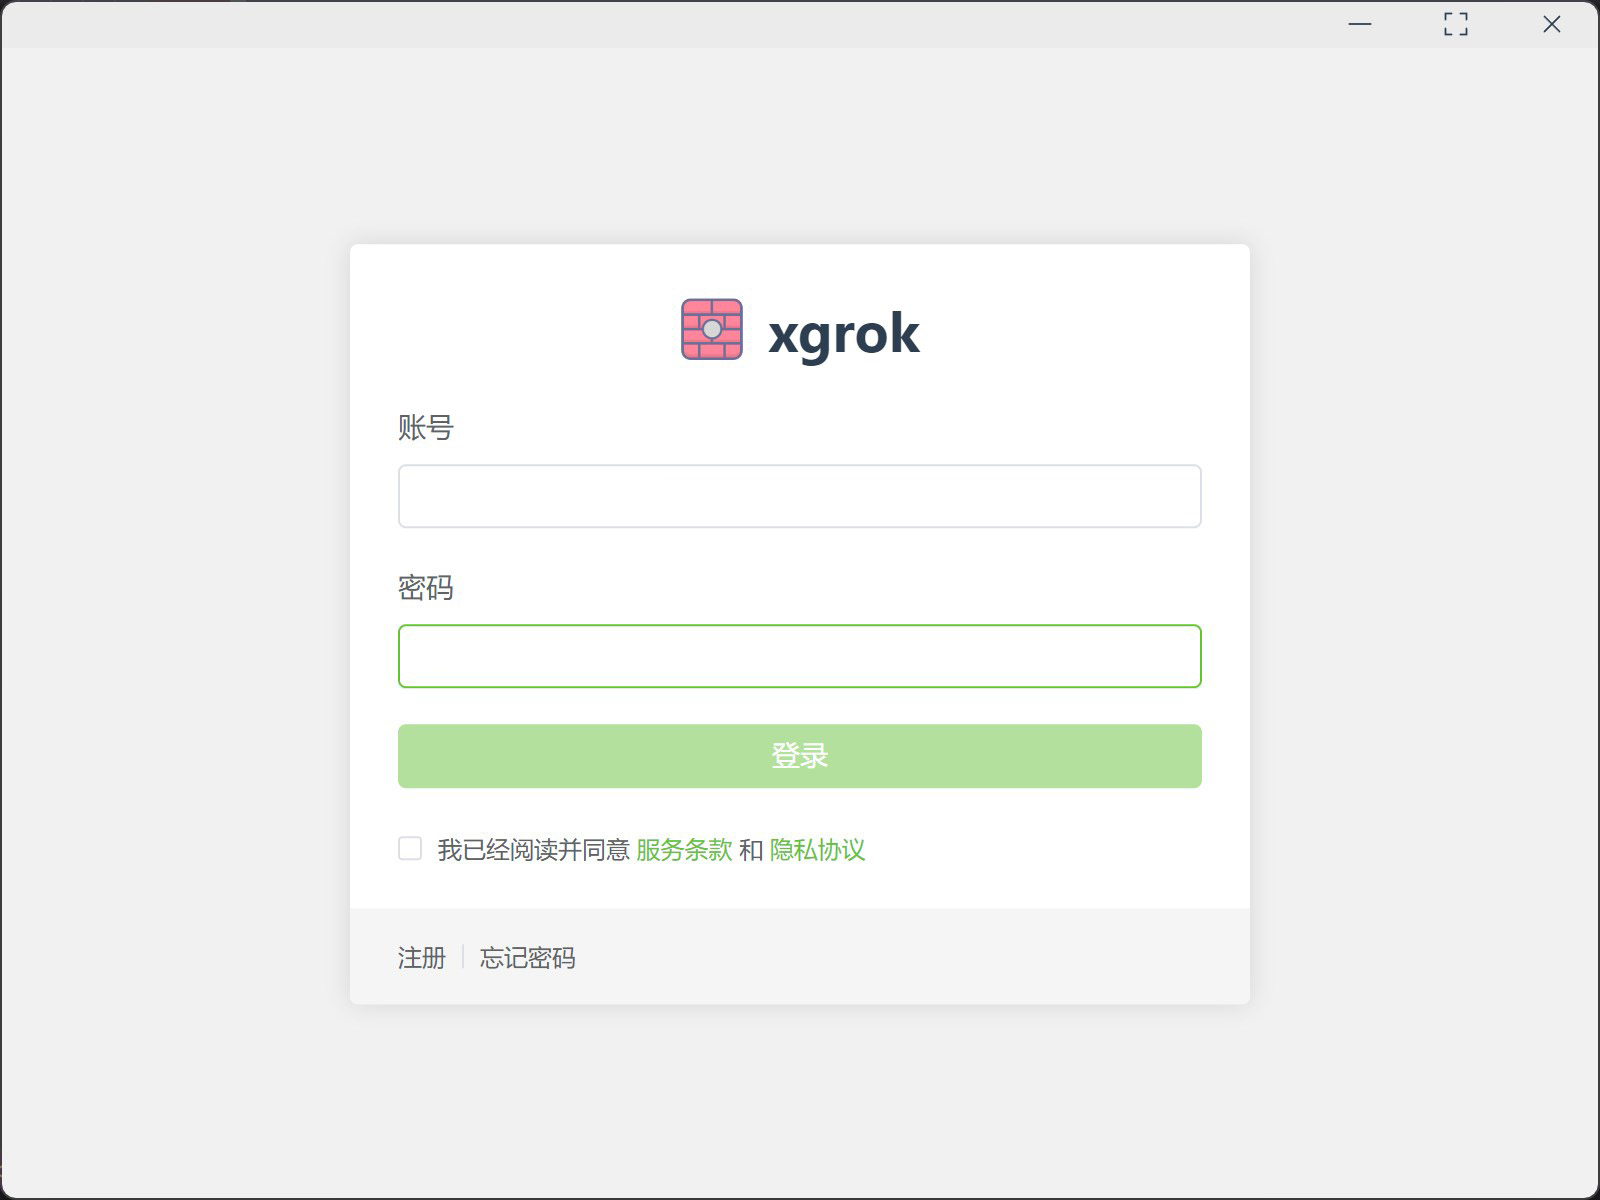 xgrok
账号
密码
登录
我已经阅读并同意 服务条款 和 隐私协议
注册 忘记密码